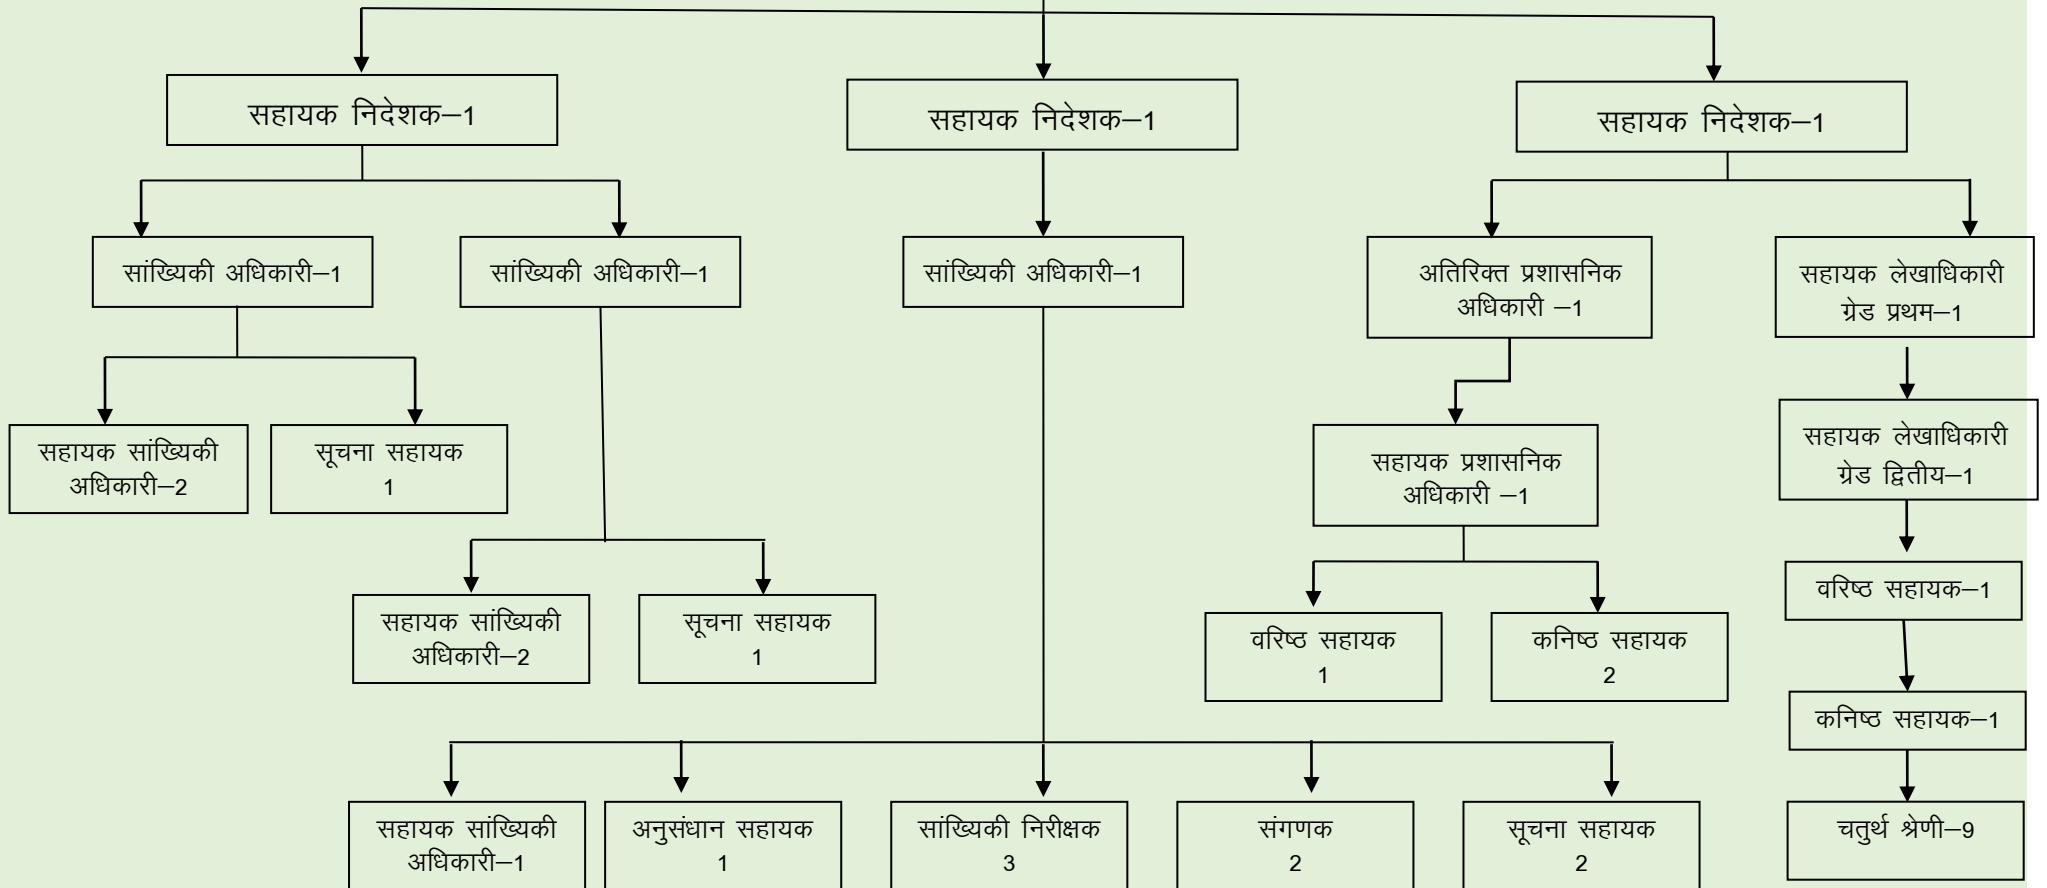 सहायक निदेशक–1
सहायक निदेशक–1
सहायक निदेशक–1
सांख्यिकी अधिकारी–1
सांख्यिकी अधिकारी–1
सांख्यिकी अधिकारी–1
अतिरिक्त प्रशासनिक
अधिकारी –1
सहायक लेखाधिकारी
ग्रेड प्रथम–1
सहायक सांख्यिकी
अधिकारी–2
सूचना सहायक
1
सहायक प्रशासनिक
अधिकारी –1
सहायक लेखाधिकारी
ग्रेड द्वितीय–1
सहायक सांख्यिकी
अधिकारी–2
सूचना सहायक
1
वरिष्ठ सहायक
1
कनिष्ठ सहायक
2
वरिष्ठ सहायक–1
कनिष्ठ सहायक–1
सहायक सांख्यिकी
अधिकारी–1
अनुसंधान सहायक
1
सांख्यिकी निरीक्षक
3
संगणक
2
सूचना सहायक
2
चतुर्थ श्रेणी–9